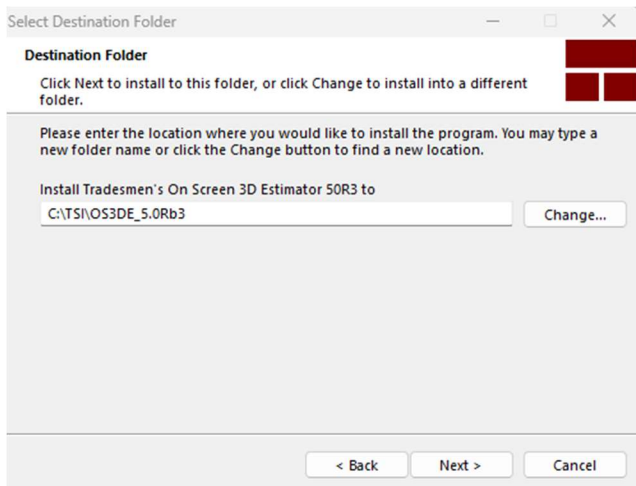 Select Destination Folder
Destination Folder
Click Next to install to this folder, or click Change to install into a different
folder.
Please enter the location where you would like to install the program. You may type a
new folder name or click the Change button to find a new location.
Install Tradesmen's On Screen 3D Estimator 50R3 to
C:\TSI\OS3DE_5.0Rb3
Change...
< Back
Next >
Cancel